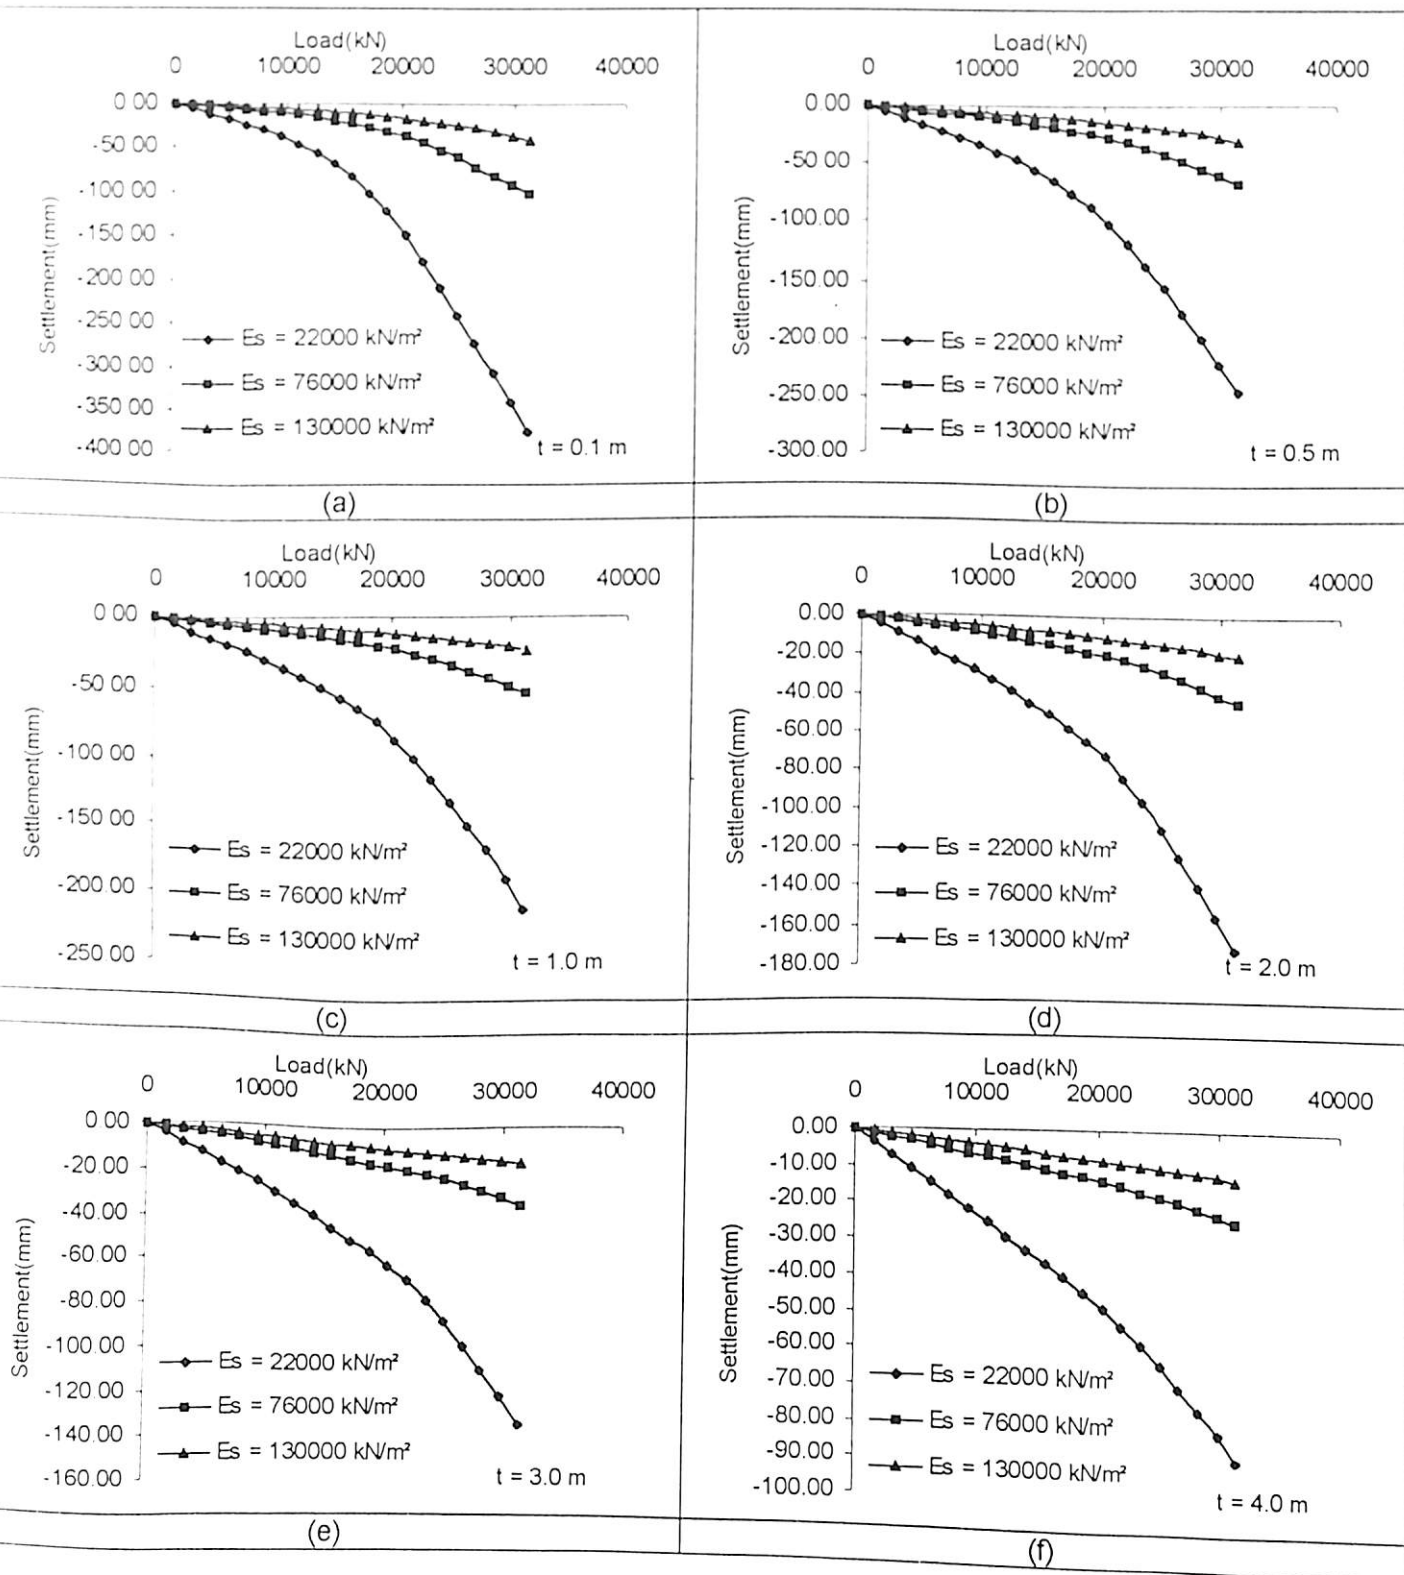 Load(kN)
0 10000 20000 30000 40000
0 00
-50 00
-100 00
-150 00
-200 00
-250 00
-300 00
-350 00
-400 00
Settlement(mm)
Es = 22000 kN/m²
Es = 76000 kN/m²
Es = 130000 kN/m²
t = 0.1 m
(a)
Load(kN)
0 10000 20000 30000 40000
0.00
-50.00
-100.00
-150.00
-200.00
-250.00
-300.00
Settlement(mm)
Es = 22000 kN/m²
Es = 76000 kN/m²
Es = 130000 kN/m²
t = 0.5 m
(b)
Load(kN)
0 10000 20000 30000 40000
0 00
-50 00
-100 00
-150 00
-200 00
-250 00
Settlement(mm)
Es = 22000 kN/m²
Es = 76000 kN/m²
Es = 130000 kN/m²
t = 1.0 m
(c)
Load(kN)
0 10000 20000 30000 40000
0.00
-20.00
-40.00
-60.00
-80.00
-100.00
-120.00
-140.00
-160.00
-180.00
Settlement(mm)
Es = 22000 kN/m²
Es = 76000 kN/m²
Es = 130000 kN/m²
t = 2.0 m
(d)
Load(kN)
0 10000 20000 30000 40000
0.00
-20.00
-40.00
-60.00
-80.00
-100.00
-120.00
-140.00
-160.00
Settlement(mm)
Es = 22000 kN/m²
Es = 76000 kN/m²
Es = 130000 kN/m²
t = 3.0 m
(e)
Load(kN)
0 10000 20000 30000 40000
0.00
-10.00
-20.00
-30.00
-40.00
-50.00
-60.00
-70.00
-80.00
-90.00
-100.00
Settlement(mm)
Es = 22000 kN/m²
Es = 76000 kN/m²
Es = 130000 kN/m²
t = 4.0 m
(f)